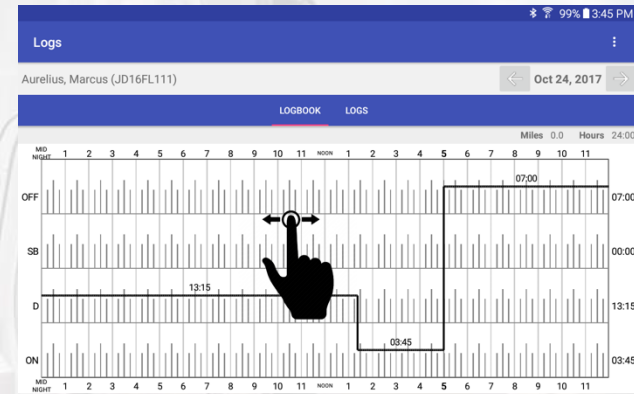 99% 3:45 PM
Logs
Aurelius, Marcus (JD16FL111)
Oct 24, 2017
LOGBOOK LOGS
Miles 0.0 Hours 24:00
MID NIGHT 1 2 3 4 5 6 7 8 9 10 11 NOON 1 2 3 4 5 6 7 8 9 10 11
07:00
OFF 07:00
SB 00:00
13:15
D 13:15
03:45
ON 03:45
MID NIGHT 1 2 3 4 5 6 7 8 9 10 11 NOON 1 2 3 4 5 6 7 8 9 10 11